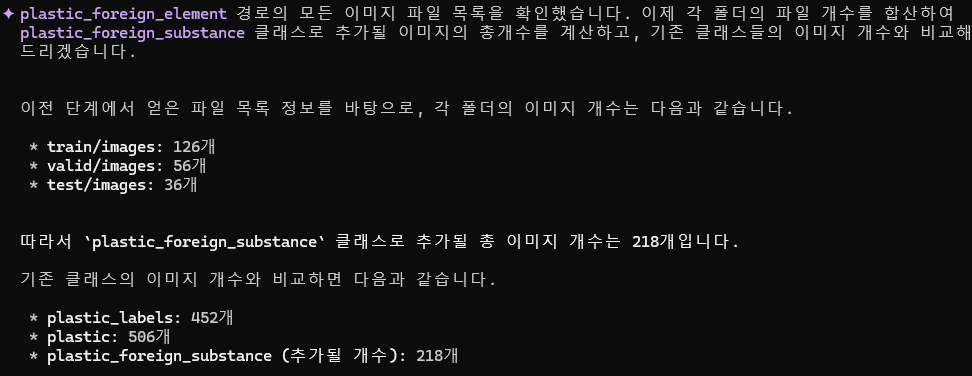 ✦ plastic_foreign_element 경로의 모든 이미지 파일 목록을 확인했습니다. 이제 각 폴더의 파일 개수를 합산하여
plastic_foreign_substance 클래스로 추가될 이미지의 총개수를 계산하고, 기존 클래스들의 이미지 개수와 비교해
드리겠습니다.
이전 단계에서 얻은 파일 목록 정보를 바탕으로, 각 폴더의 이미지 개수는 다음과 같습니다.
* train/images: 126개
* valid/images: 56개
* test/images: 36개
따라서 `plastic_foreign_substance` 클래스로 추가될 총 이미지 개수는 218개입니다.
기존 클래스의 이미지 개수와 비교하면 다음과 같습니다.
* plastic_labels: 452개
* plastic: 506개
* plastic_foreign_substance (추가될 개수): 218개